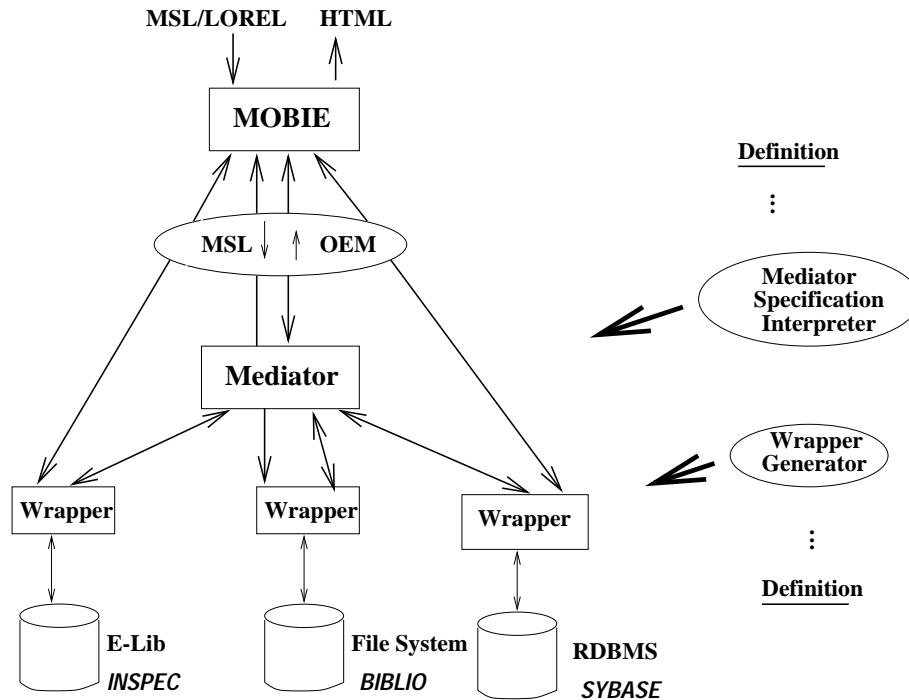 MSL/LOREL HTML
MOBIE
Definition
MSL OEM
Mediator
Specification
Interpreter
Mediator
Wrapper
Generator
Wrapper Wrapper Wrapper
Definition
E-Lib File System RDBMS
INSPEC BIBLIO SYBASE